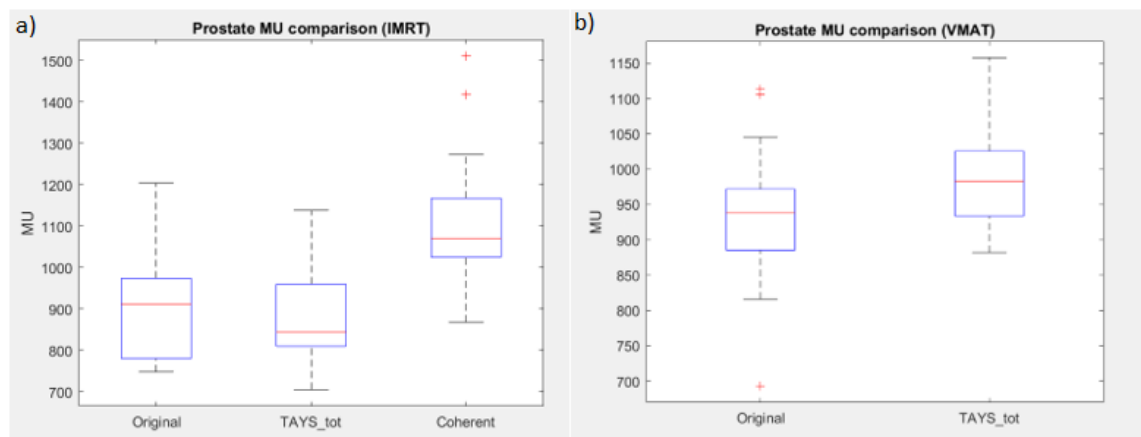 a)
Prostate MU comparison (IMRT)
1500
1400
1300
1200
1100
1000
900
800
700
MU
Original TAYS_tot Coherent
b)
Prostate MU comparison (VMAT)
1150
1100
1050
1000
950
900
850
800
750
700
MU
Original TAYS_tot